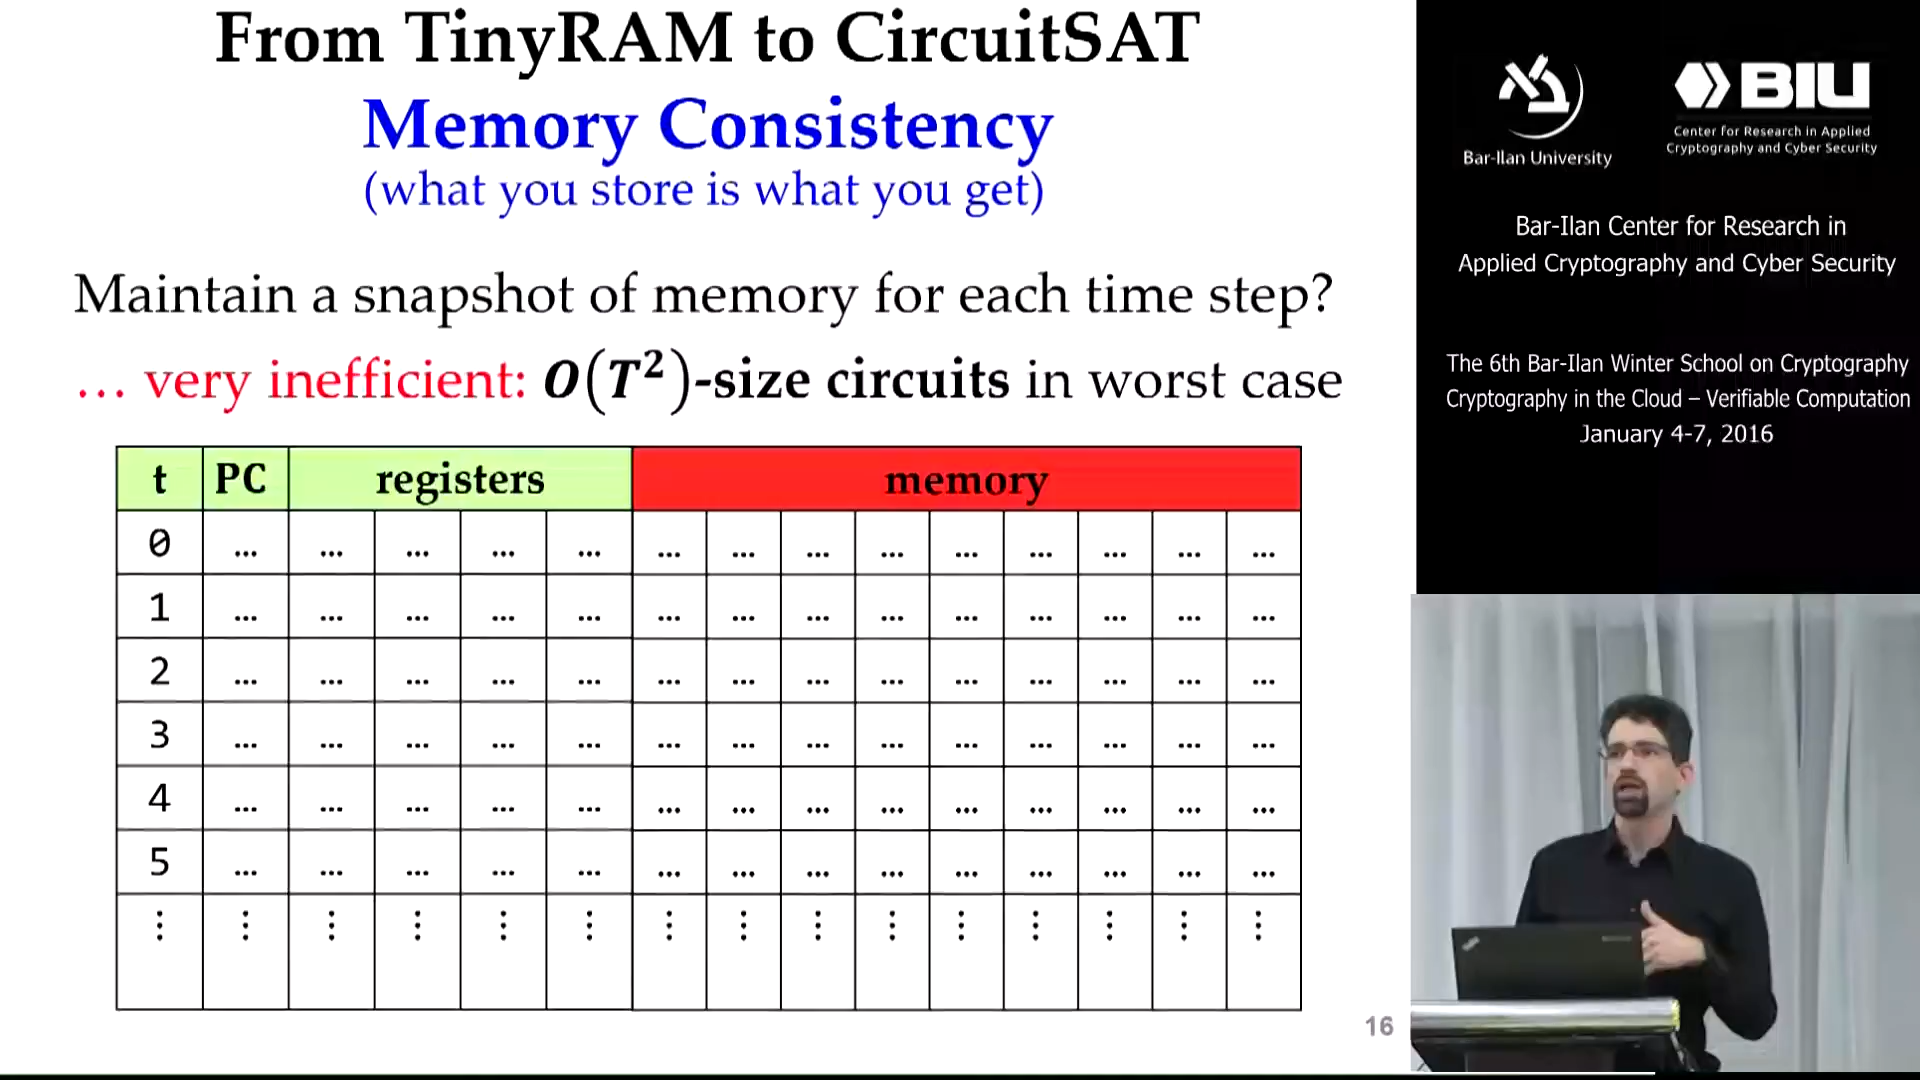 From TinyRAM to CircuitSAT
Memory Consistency
(what you store is what you get)
Maintain a snapshot of memory for each time step?
... very inefficient: O(T²)-size circuits in worst case
t PC registers memory
0 ... ... ... ... ... ... ... ... ... ... ... ... ... ...
1 ... ... ... ... ... ... ... ... ... ... ... ... ... ...
2 ... ... ... ... ... ... ... ... ... ... ... ... ... ...
3 ... ... ... ... ... ... ... ... ... ... ... ... ... ...
4 ... ... ... ... ... ... ... ... ... ... ... ... ... ...
5 ... ... ... ... ... ... ... ... ... ... ... ... ... ...
⋮ ⋮ ⋮ ⋮ ⋮ ⋮ ⋮ ⋮ ⋮ ⋮ ⋮ ⋮ ⋮ ⋮ ⋮
16
Bar-Ilan University
BIU
Center for Research in Applied
Cryptography and Cyber Security
Bar-Ilan Center for Research in
Applied Cryptography and Cyber Security
The 6th Bar-Ilan Winter School on Cryptography
Cryptography in the Cloud – Verifiable Computation
January 4-7, 2016